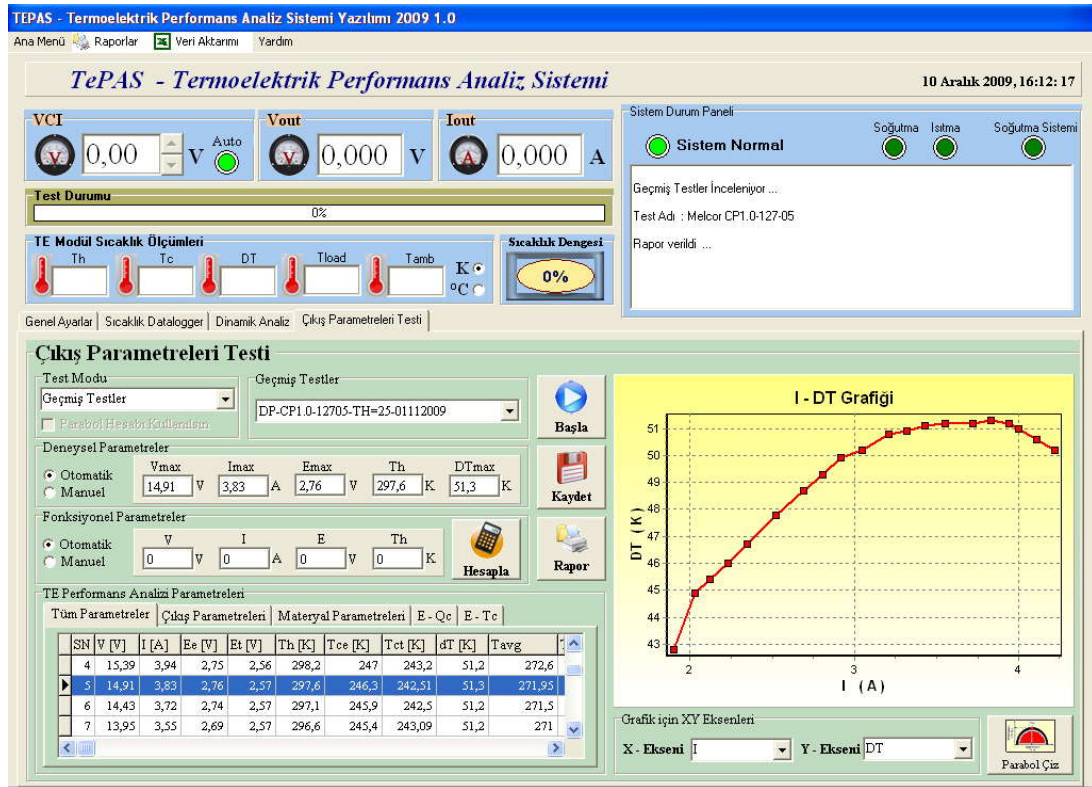 TEPAS - Termoelektrik Performans Analiz Sistemi Yazılımı 2009 1.0
Ana Menü Raporlar Veri Aktarımı Yardım
TePAS - Termoelektrik Performans Analiz Sistemi
10 Aralık 2009, 16:12: 17
VCI
0,00 V
Auto
Vout
0,000 V
Iout
0,000 A
Test Durumu
0%
TE Modül Sıcaklık Ölçümleri
Th Tc DT Tload Tamb
K
ºC
Sıcaklık Dengesi
0%
Sistem Durum Paneli
Sistem Normal
Soğutma Isıtma Soğutma Sistemi
Geçmiş Testler İnceleniyor ...
Test Adı : Melcor CP1.0-127-05
Rapor verildi ...
Genel Ayarlar Sıcaklık Datalogger Dinamik Analiz Çıkış Parametreleri Testi
Çıkış Parametreleri Testi
Test Modu
Geçmiş Testler
Parabol Hesabı Kullanılsın
Geçmiş Testler
DP-CP1.0-12705-TH=25-01112009
Başla
Deneysel Parametreler
Otomatik
Manuel
Vmax Imax Emax Th DTmax
14,91 V 3,83 A 2,76 V 297,6 K 51,3 K
Kaydet
Fonksiyonel Parametreler
Otomatik
Manuel
V I E Th
0 V 0 A 0 V 0 K
Hesapla
Rapor
TE Performans Analizi Parametreleri
Tüm Parametreler Çıkış Parametreleri Materyal Parametreleri E - Qc E - Tc
SN V [V] I [A] Ee [V] Et [V] Th [K] Tce [K] Tct [K] dT [K] Tavg
4 15,39 3,94 2,75 2,56 298,2 247 243,2 51,2 272,6
5 14,91 3,83 2,76 2,57 297,6 246,3 242,51 51,3 271,95
6 14,43 3,72 2,74 2,57 297,1 245,9 242,5 51,2 271,5
7 13,95 3,55 2,69 2,57 296,6 245,4 243,09 51,2 271
I - DT Grafiği
DT (K)
51
50
49
48
47
46
45
44
43
2 3 4
I (A)
Grafik için XY Eksenleri
X - Ekseni I Y - Ekseni DT
Parabol Çiz